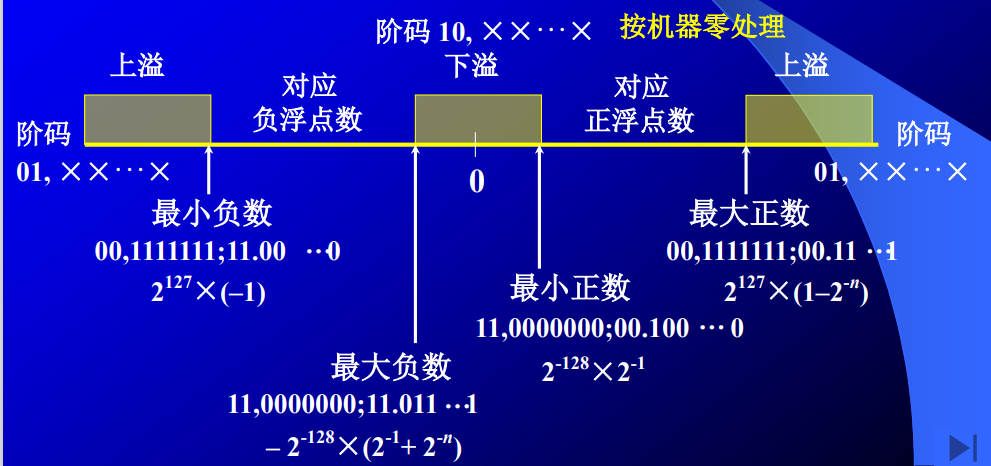 阶码 10, ××…× 按机器零处理
上溢 下溢 上溢
对应 对应
负浮点数 正浮点数
阶码 阶码
01, ××…× 01, ××…×
0
最小负数 最大正数
00,1111111;11.00 …0 00,1111111;00.11 …1
2¹²⁷×(–1) 2¹²⁷×(1–2⁻ⁿ)
最小正数
11,0000000;00.100 … 0
2⁻¹²⁸×2⁻¹
最大负数
11,0000000;11.011 …1
– 2⁻¹²⁸×(2⁻¹+ 2⁻ⁿ)